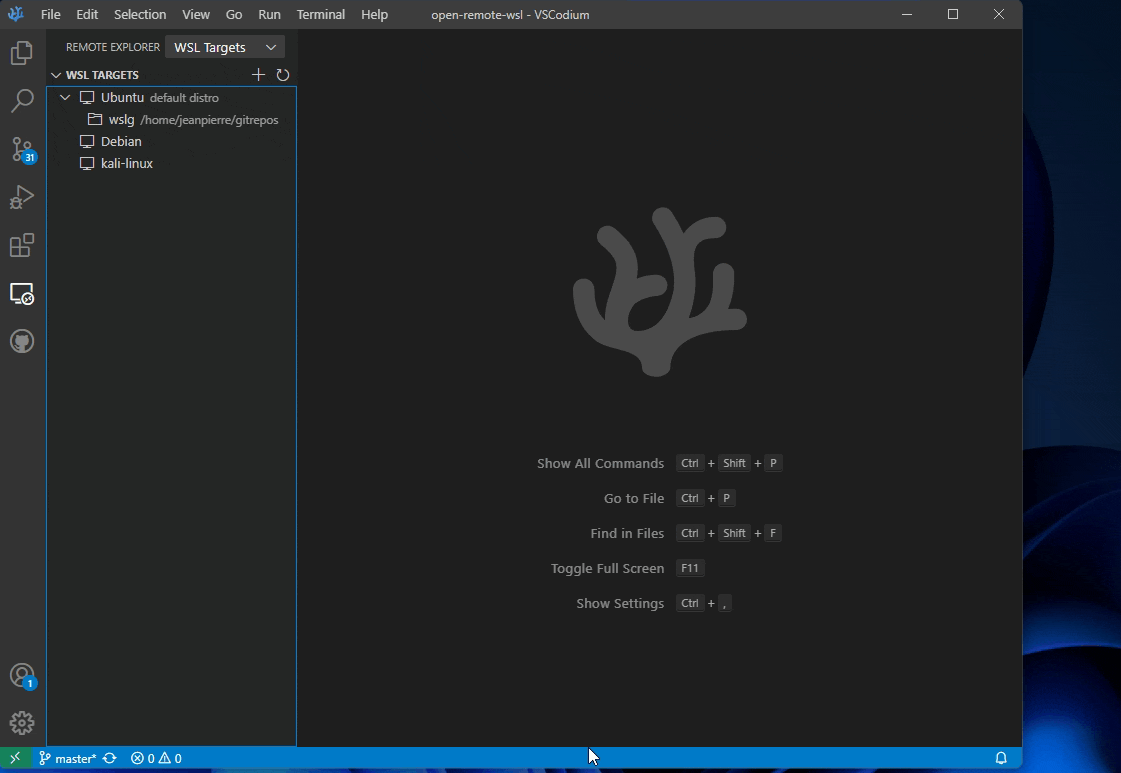 File Edit Selection View Go Run Terminal Help open-remote-wsl - VSCodium
REMOTE EXPLORER WSL Targets
WSL TARGETS
Ubuntu default distro
wslg /home/jeanpierre/gitrepos
Debian
kali-linux
31
Show All Commands Ctrl + Shift + P
Go to File Ctrl + P
Find in Files Ctrl + Shift + F
Toggle Full Screen F11
Show Settings Ctrl + ,
1
master* 0 0